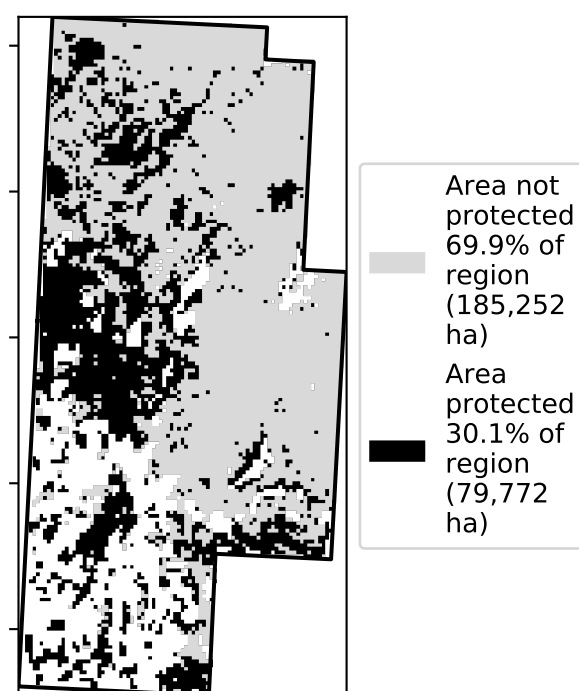 Area not
protected
69.9% of
region
(185,252
ha)
Area
protected
30.1% of
region
(79,772
ha)